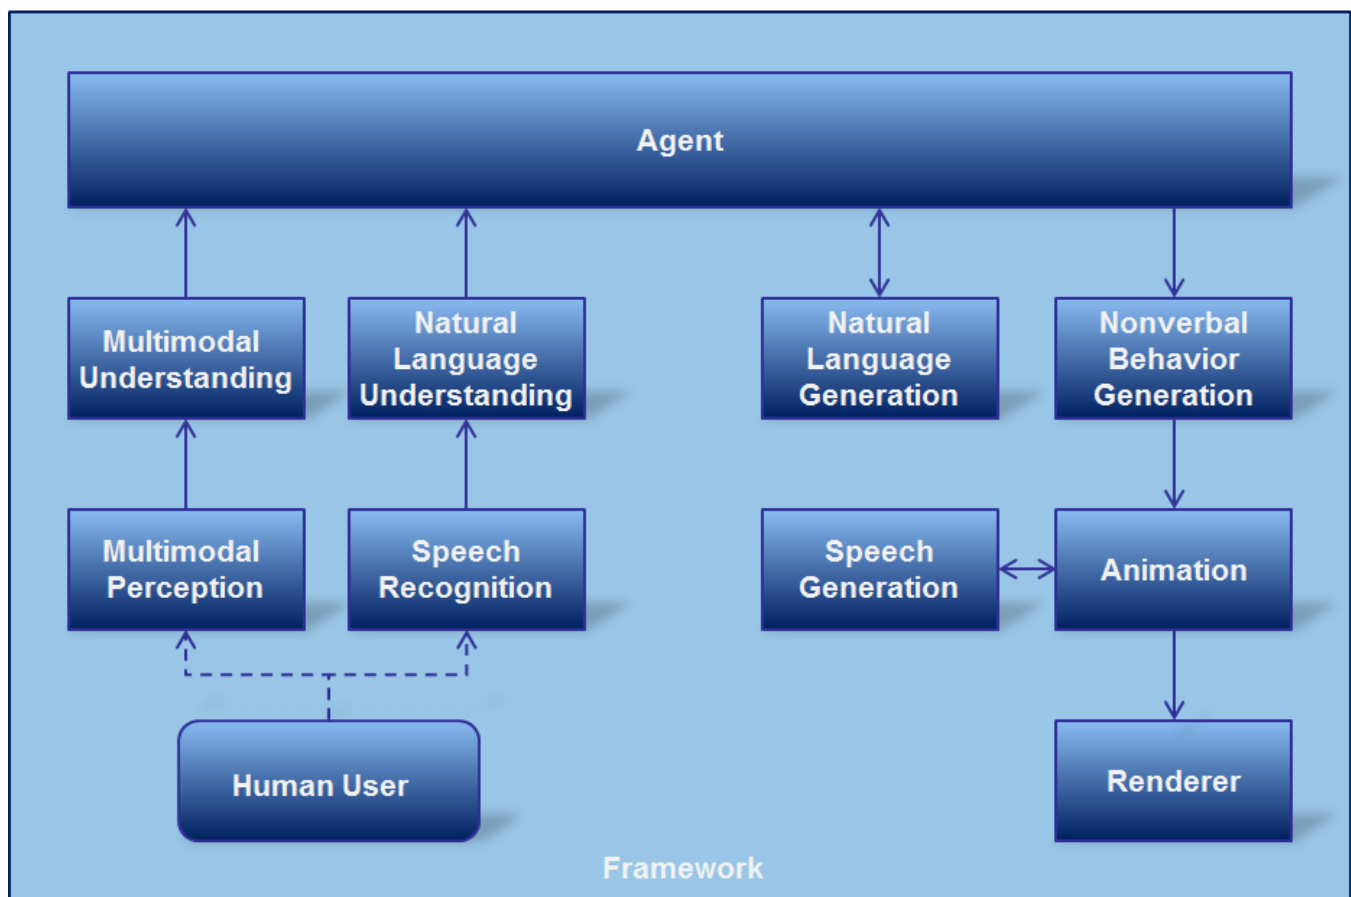 Agent
Multimodal
Understanding
Natural
Language
Understanding
Natural
Language
Generation
Nonverbal
Behavior
Generation
Multimodal
Perception
Speech
Recognition
Speech
Generation
Animation
Human User
Renderer
Framework